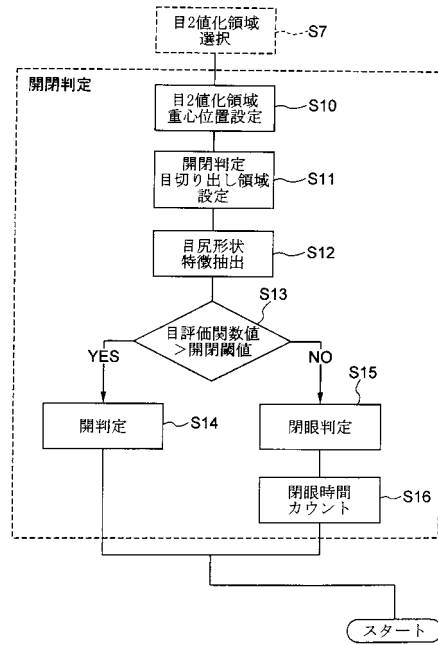 目2値化領域
選択
S7
開閉判定
目2値化領域
重心位置設定
S10
開閉判定
目切り出し領域
設定
S11
目尻形状
特徴抽出
S12
S13
目評価関数値
>開閉閾値
YES
NO
開判定
S14
S15
閉眼判定
閉眼時間
カウント
S16
スタート